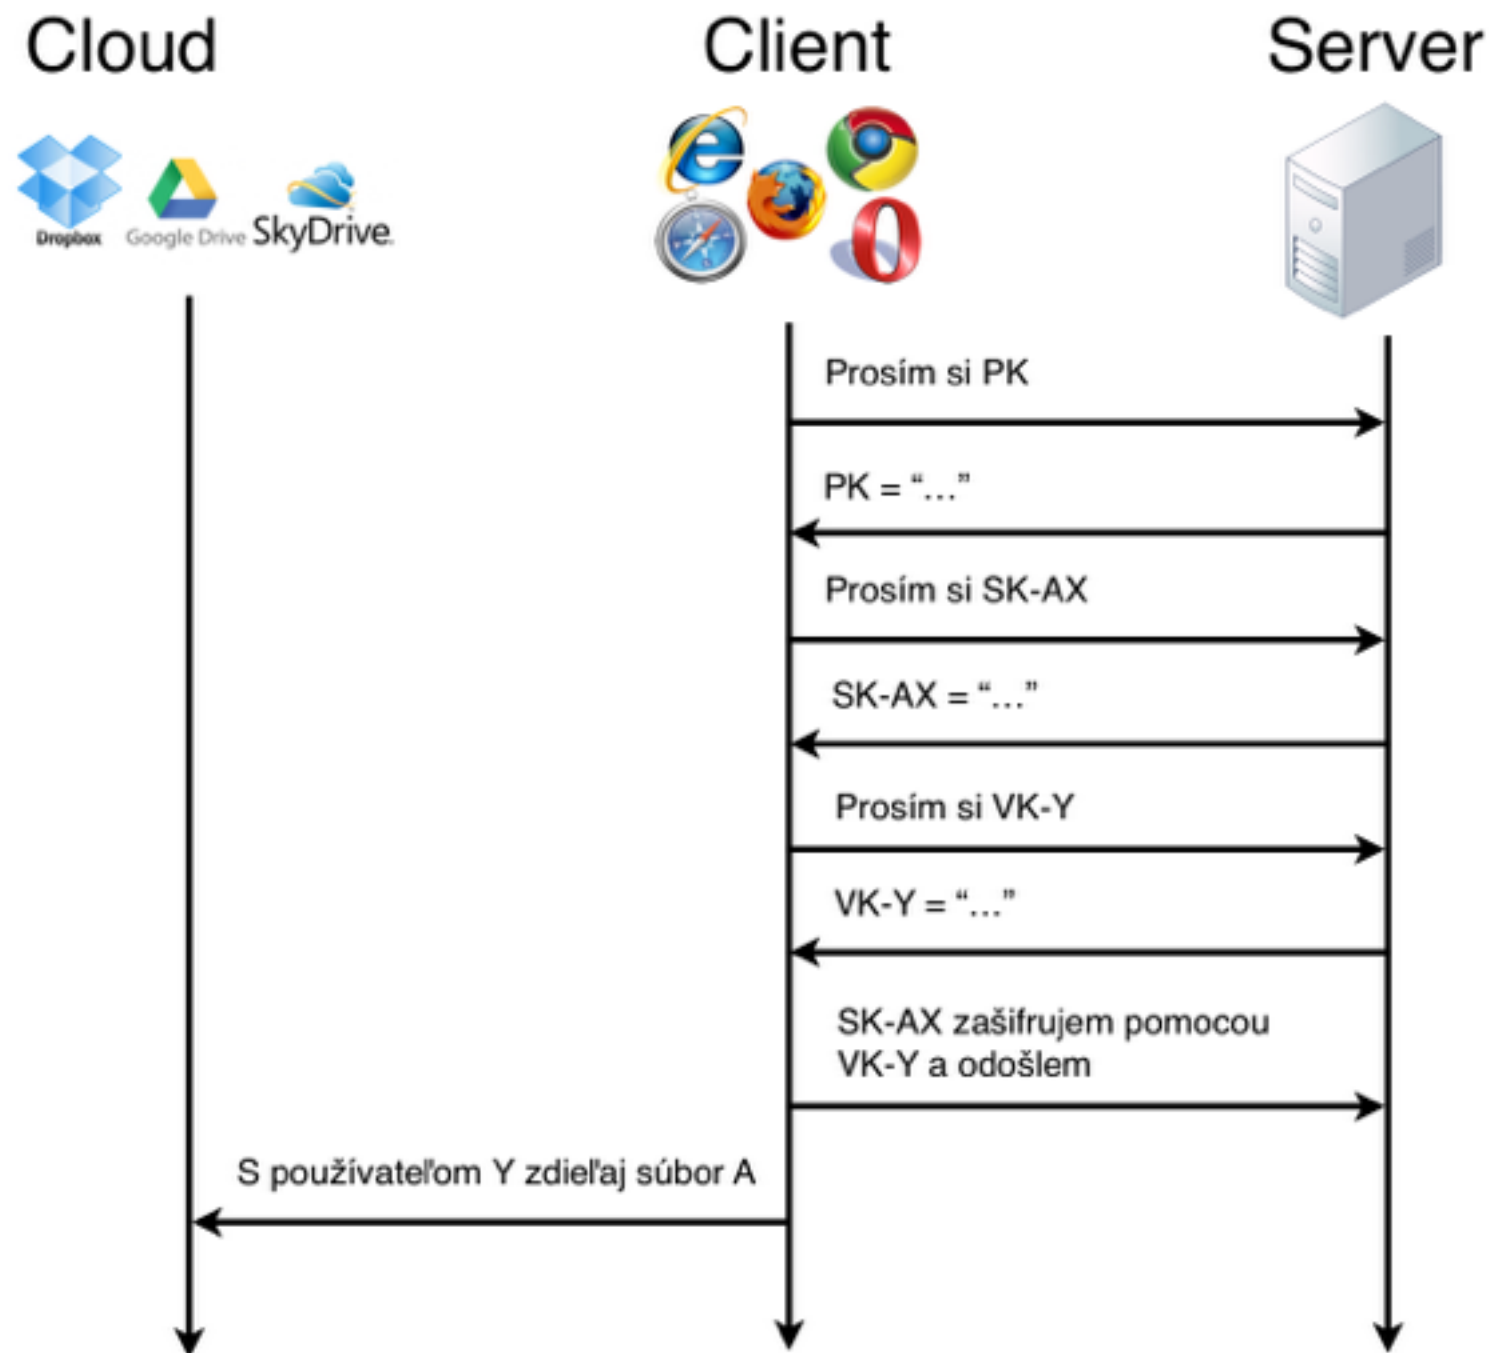 Cloud
Client
Server
Dropbox
Google Drive
SkyDrive.
Prosím si PK
PK = “...”
Prosím si SK-AX
SK-AX = “...”
Prosím si VK-Y
VK-Y = “...”
SK-AX zašifrujem pomocou
VK-Y a odošlem
S používateľom Y zdieľaj súbor A